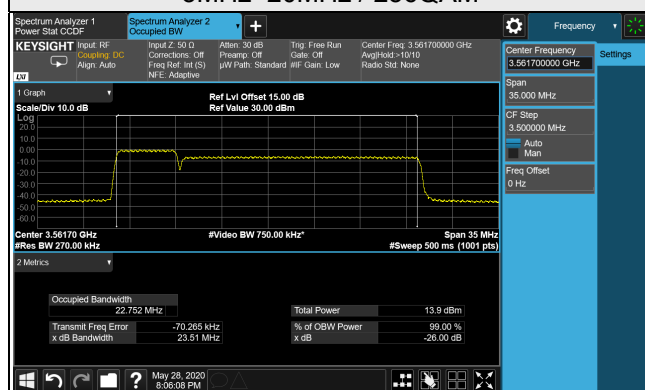 5MHz+20MHz / 256QAM
Spectrum Analyzer 1
Power Stat CCDF
Spectrum Analyzer 2
Occupied BW
Frequency
KEYSIGHT
LXI
Input: RF
Coupling: DC
Align: Auto
Input Z: 50 Ω
Corrections: Off
Freq Ref: Int (S)
NFE: Adaptive
Atten: 30 dB
Preamp: Off
µW Path: Standard
Trig: Free Run
Gate: Off
#IF Gain: Low
Center Freq: 3.561700000 GHz
Avg|Hold:>10/10
Radio Std: None
Center Frequency
3.561700000 GHz
Settings
Span
35.000 MHz
CF Step
3.500000 MHz
Auto
Man
Freq Offset
0 Hz
1 Graph
Scale/Div 10.0 dB
Ref Lvl Offset 15.00 dB
Ref Value 30.00 dBm
Log
20.0
10.0
0.00
-10.0
-20.0
-30.0
-40.0
-50.0
-60.0
Center 3.56170 GHz
#Res BW 270.00 kHz
#Video BW 750.00 kHz*
Span 35 MHz
#Sweep 500 ms (1001 pts)
2 Metrics
Occupied Bandwidth
22.752 MHz
Total Power 13.9 dBm
Transmit Freq Error -70.265 kHz
% of OBW Power 99.00 %
x dB Bandwidth 23.51 MHz
x dB -26.00 dB
May 28, 2020
8:06:08 PM